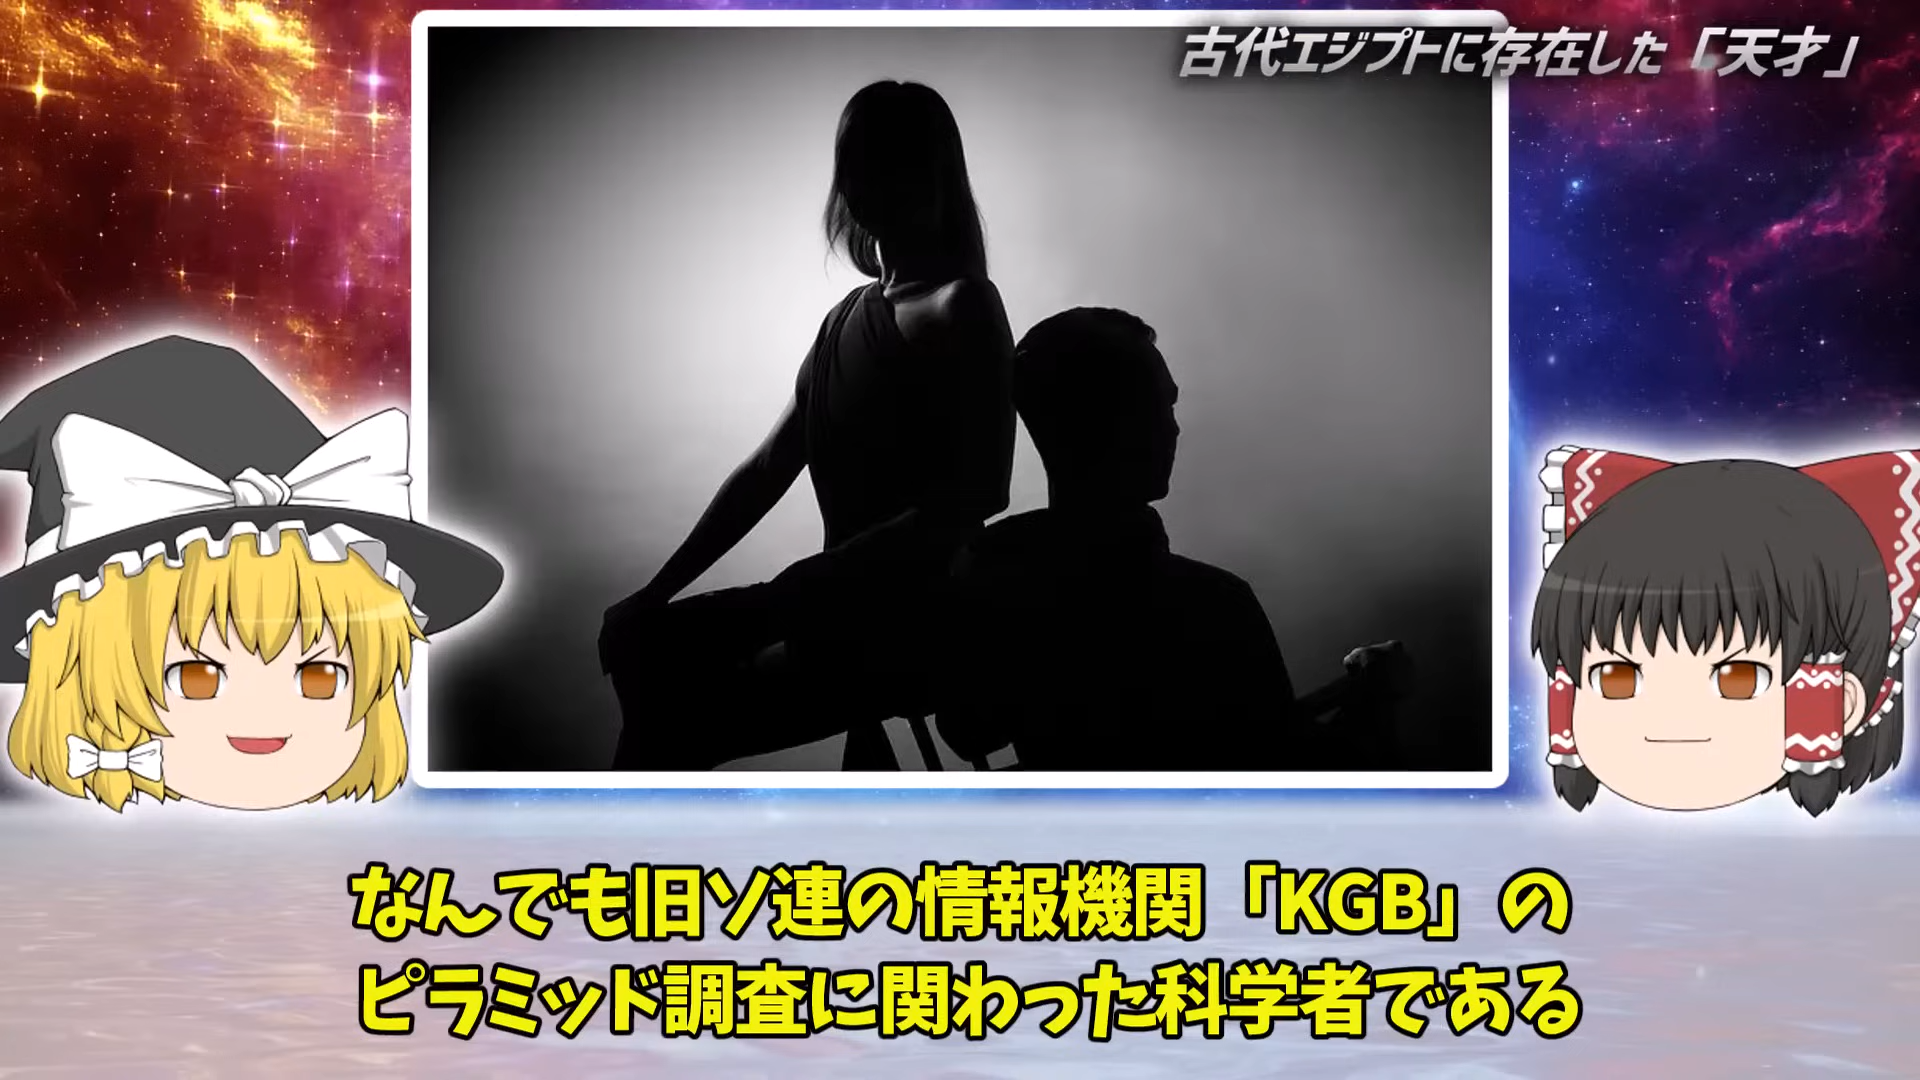 古代エジプトに存在した「天才」
なんでも旧ソ連の情報機関「KGB」の
ピラミッド調査に関わった科学者である